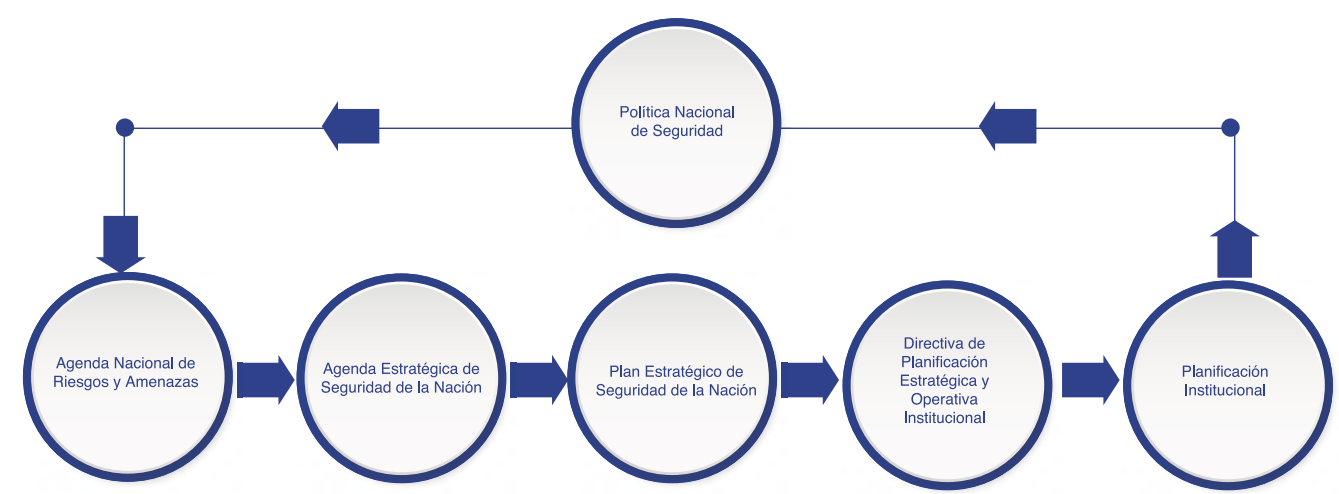 Política Nacional
de Seguridad
Agenda Nacional de
Riesgos y Amenazas
Agenda Estratégica de
Seguridad de la Nación
Plan Estratégico de
Seguridad de la Nación
Directiva de
Planificación
Estratégica y
Operativa
Institucional
Planificación
Institucional